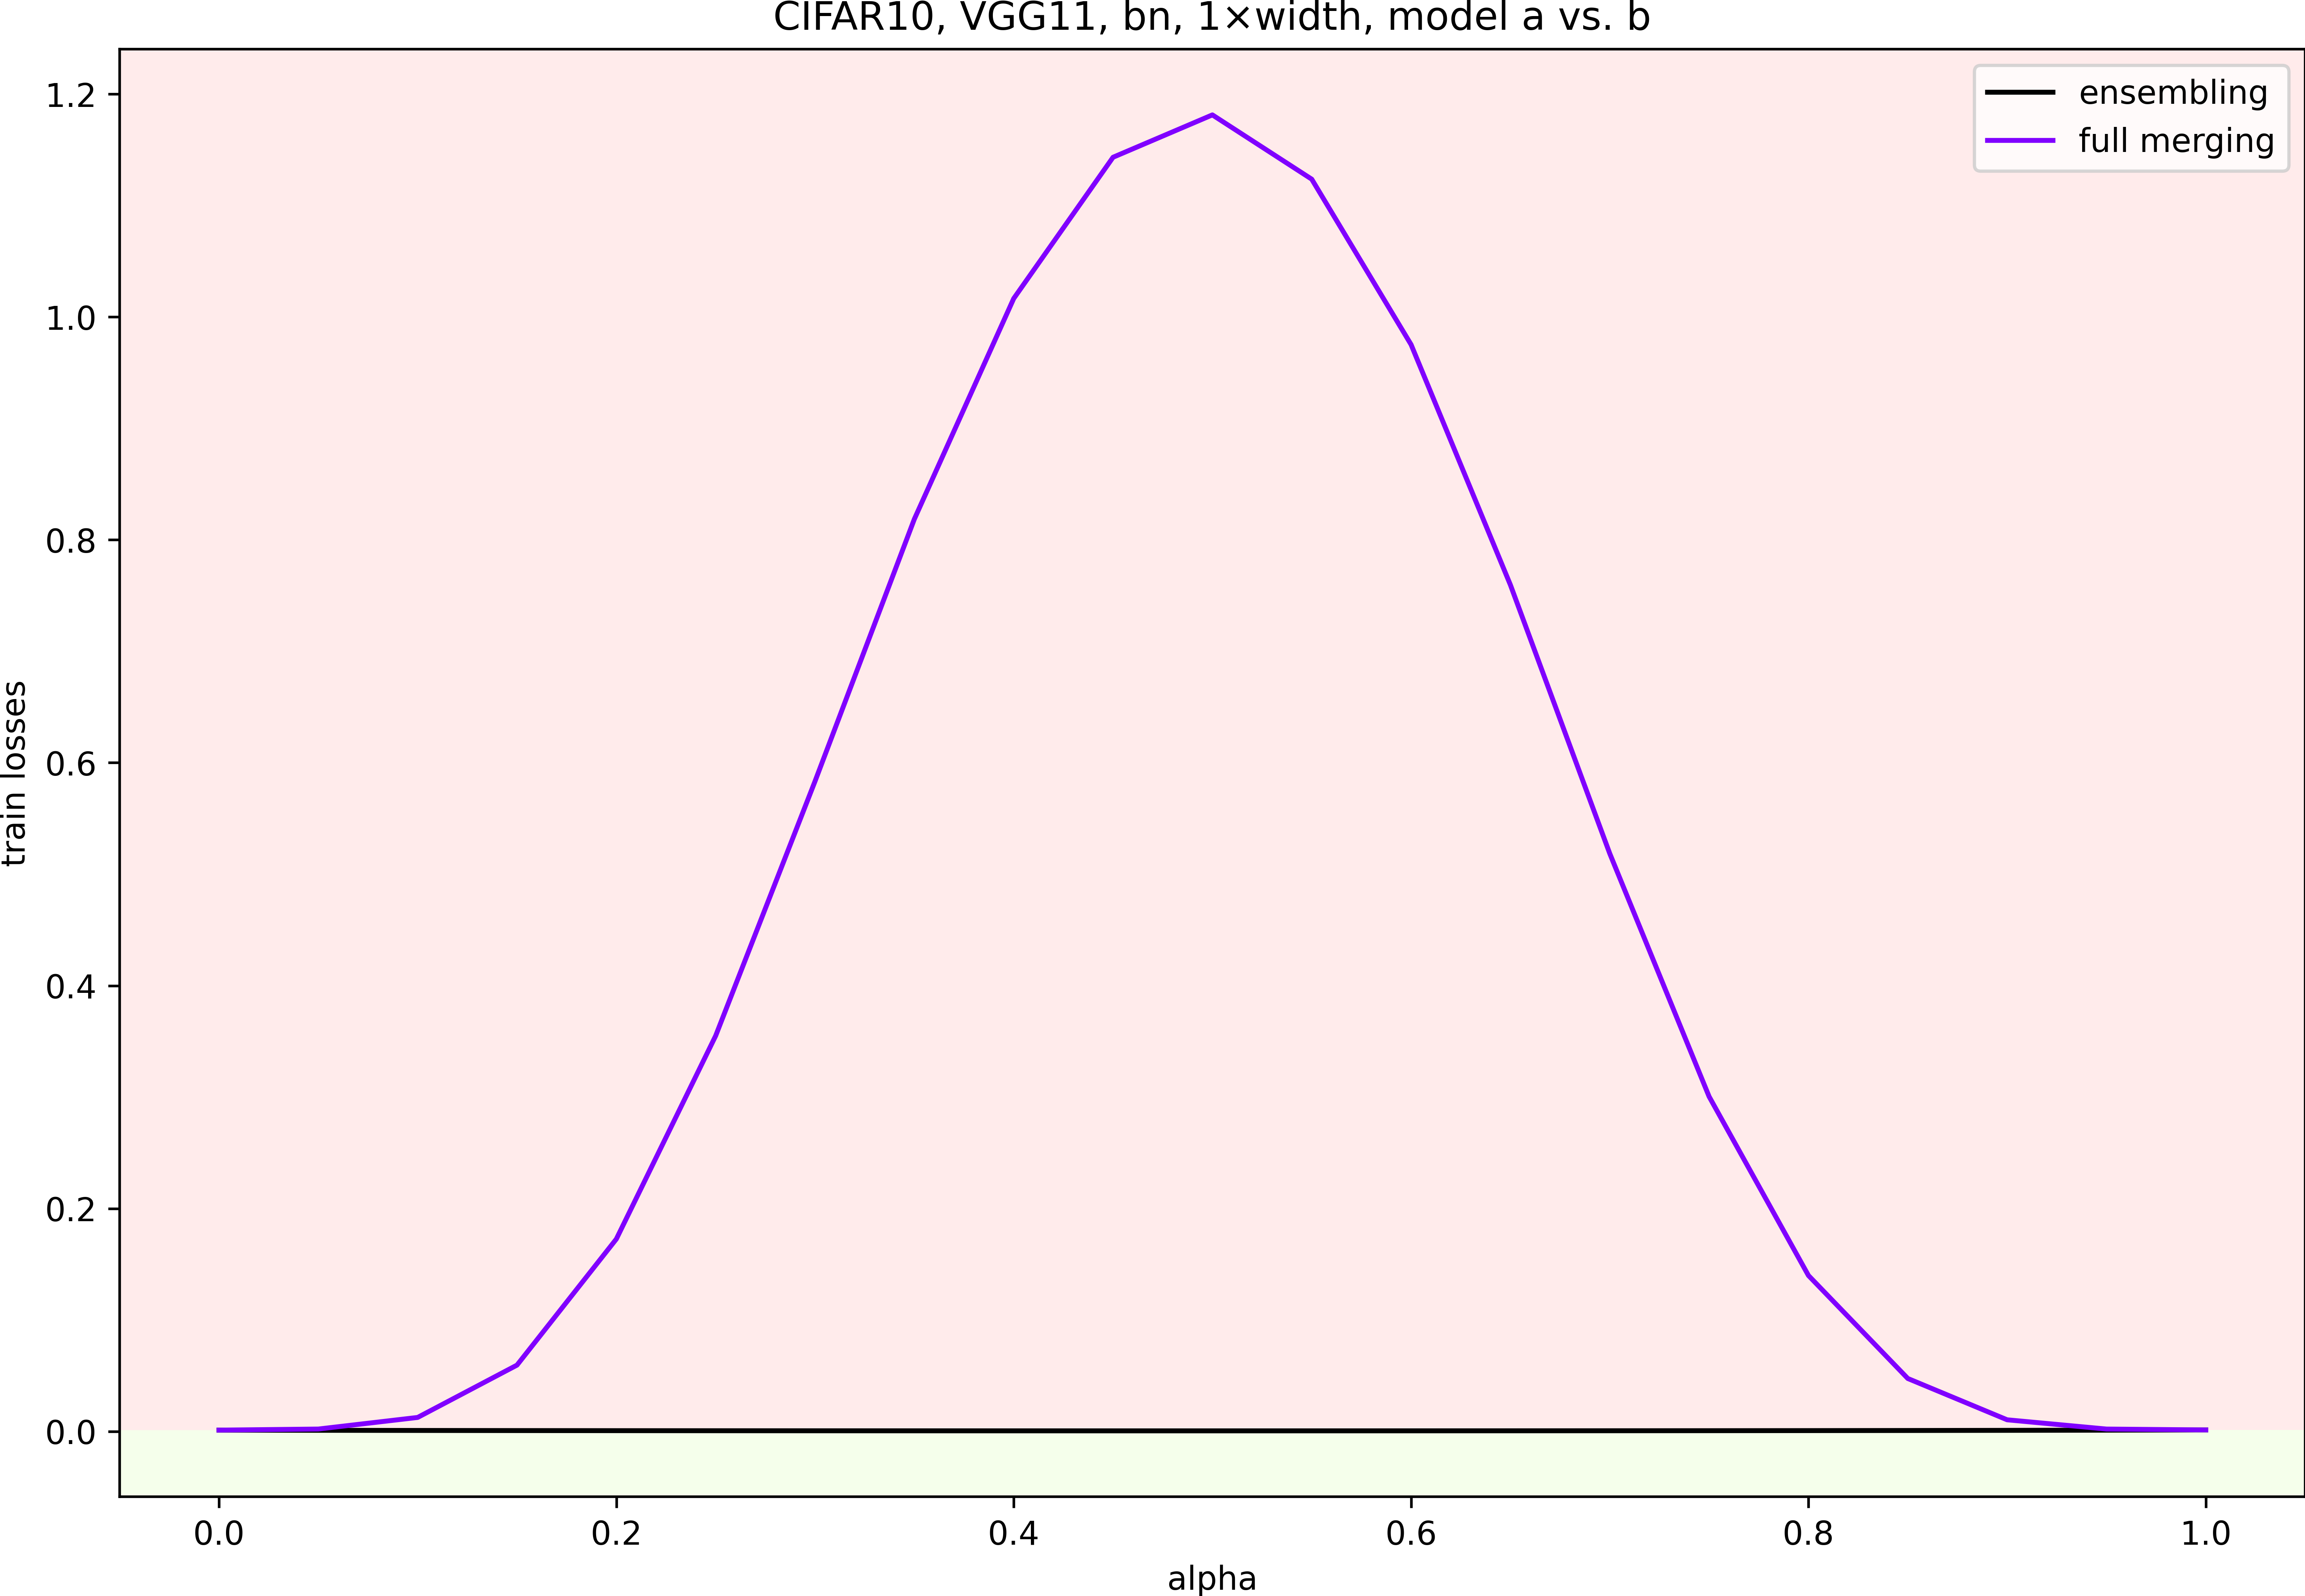 CIFAR10, VGG11, bn, 1×width, model a vs. b
ensembling
full merging
1.2
1.0
0.8
0.6
0.4
0.2
0.0
train losses
0.0 0.2 0.4 0.6 0.8 1.0
alpha